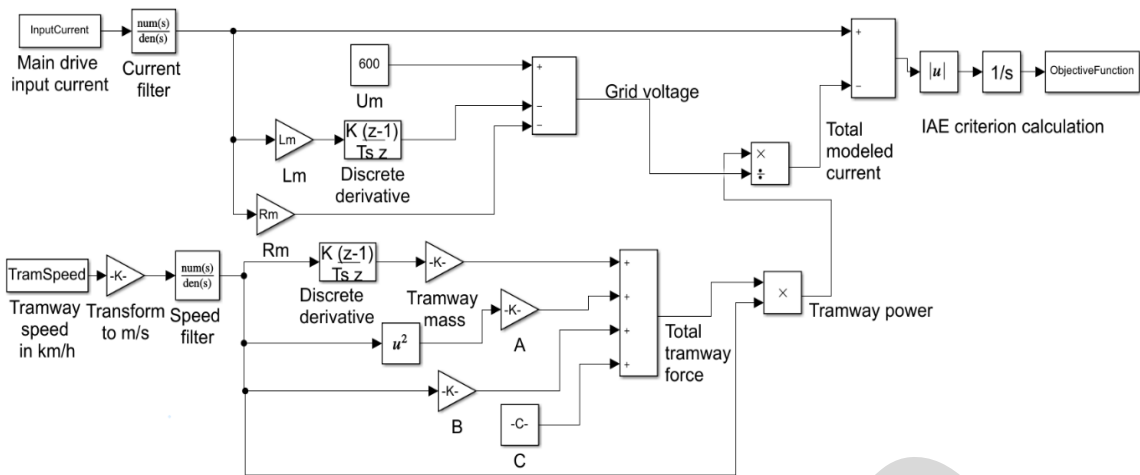 InputCurrent
Main drive
input current
num(s)
den(s)
Current
filter
600
Um
+
−
−
Grid voltage
Lm
Lm
K (z-1)
Ts z
Discrete
derivative
Rm
Rm
+
−
|u|
1/s
ObjectiveFunction
IAE criterion calculation
×
÷
Total
modeled
current
TramSpeed
Tramway
speed
in km/h
-K-
Transform
to m/s
num(s)
den(s)
Speed
filter
K (z-1)
Ts z
Discrete
derivative
-K-
Tramway
mass
u²
-K-
A
-K-
B
-C-
C
+
+
+
+
Total
tramway
force
×
Tramway power